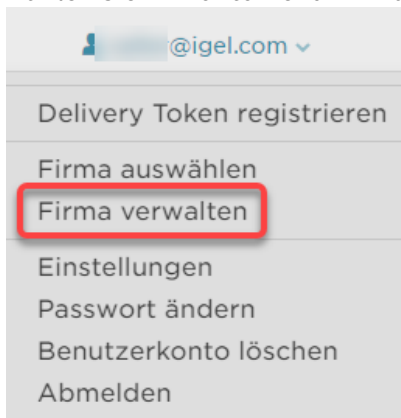 @igel.com
Delivery Token registrieren
Firma auswählen
Firma verwalten
Einstellungen
Passwort ändern
Benutzerkonto löschen
Abmelden